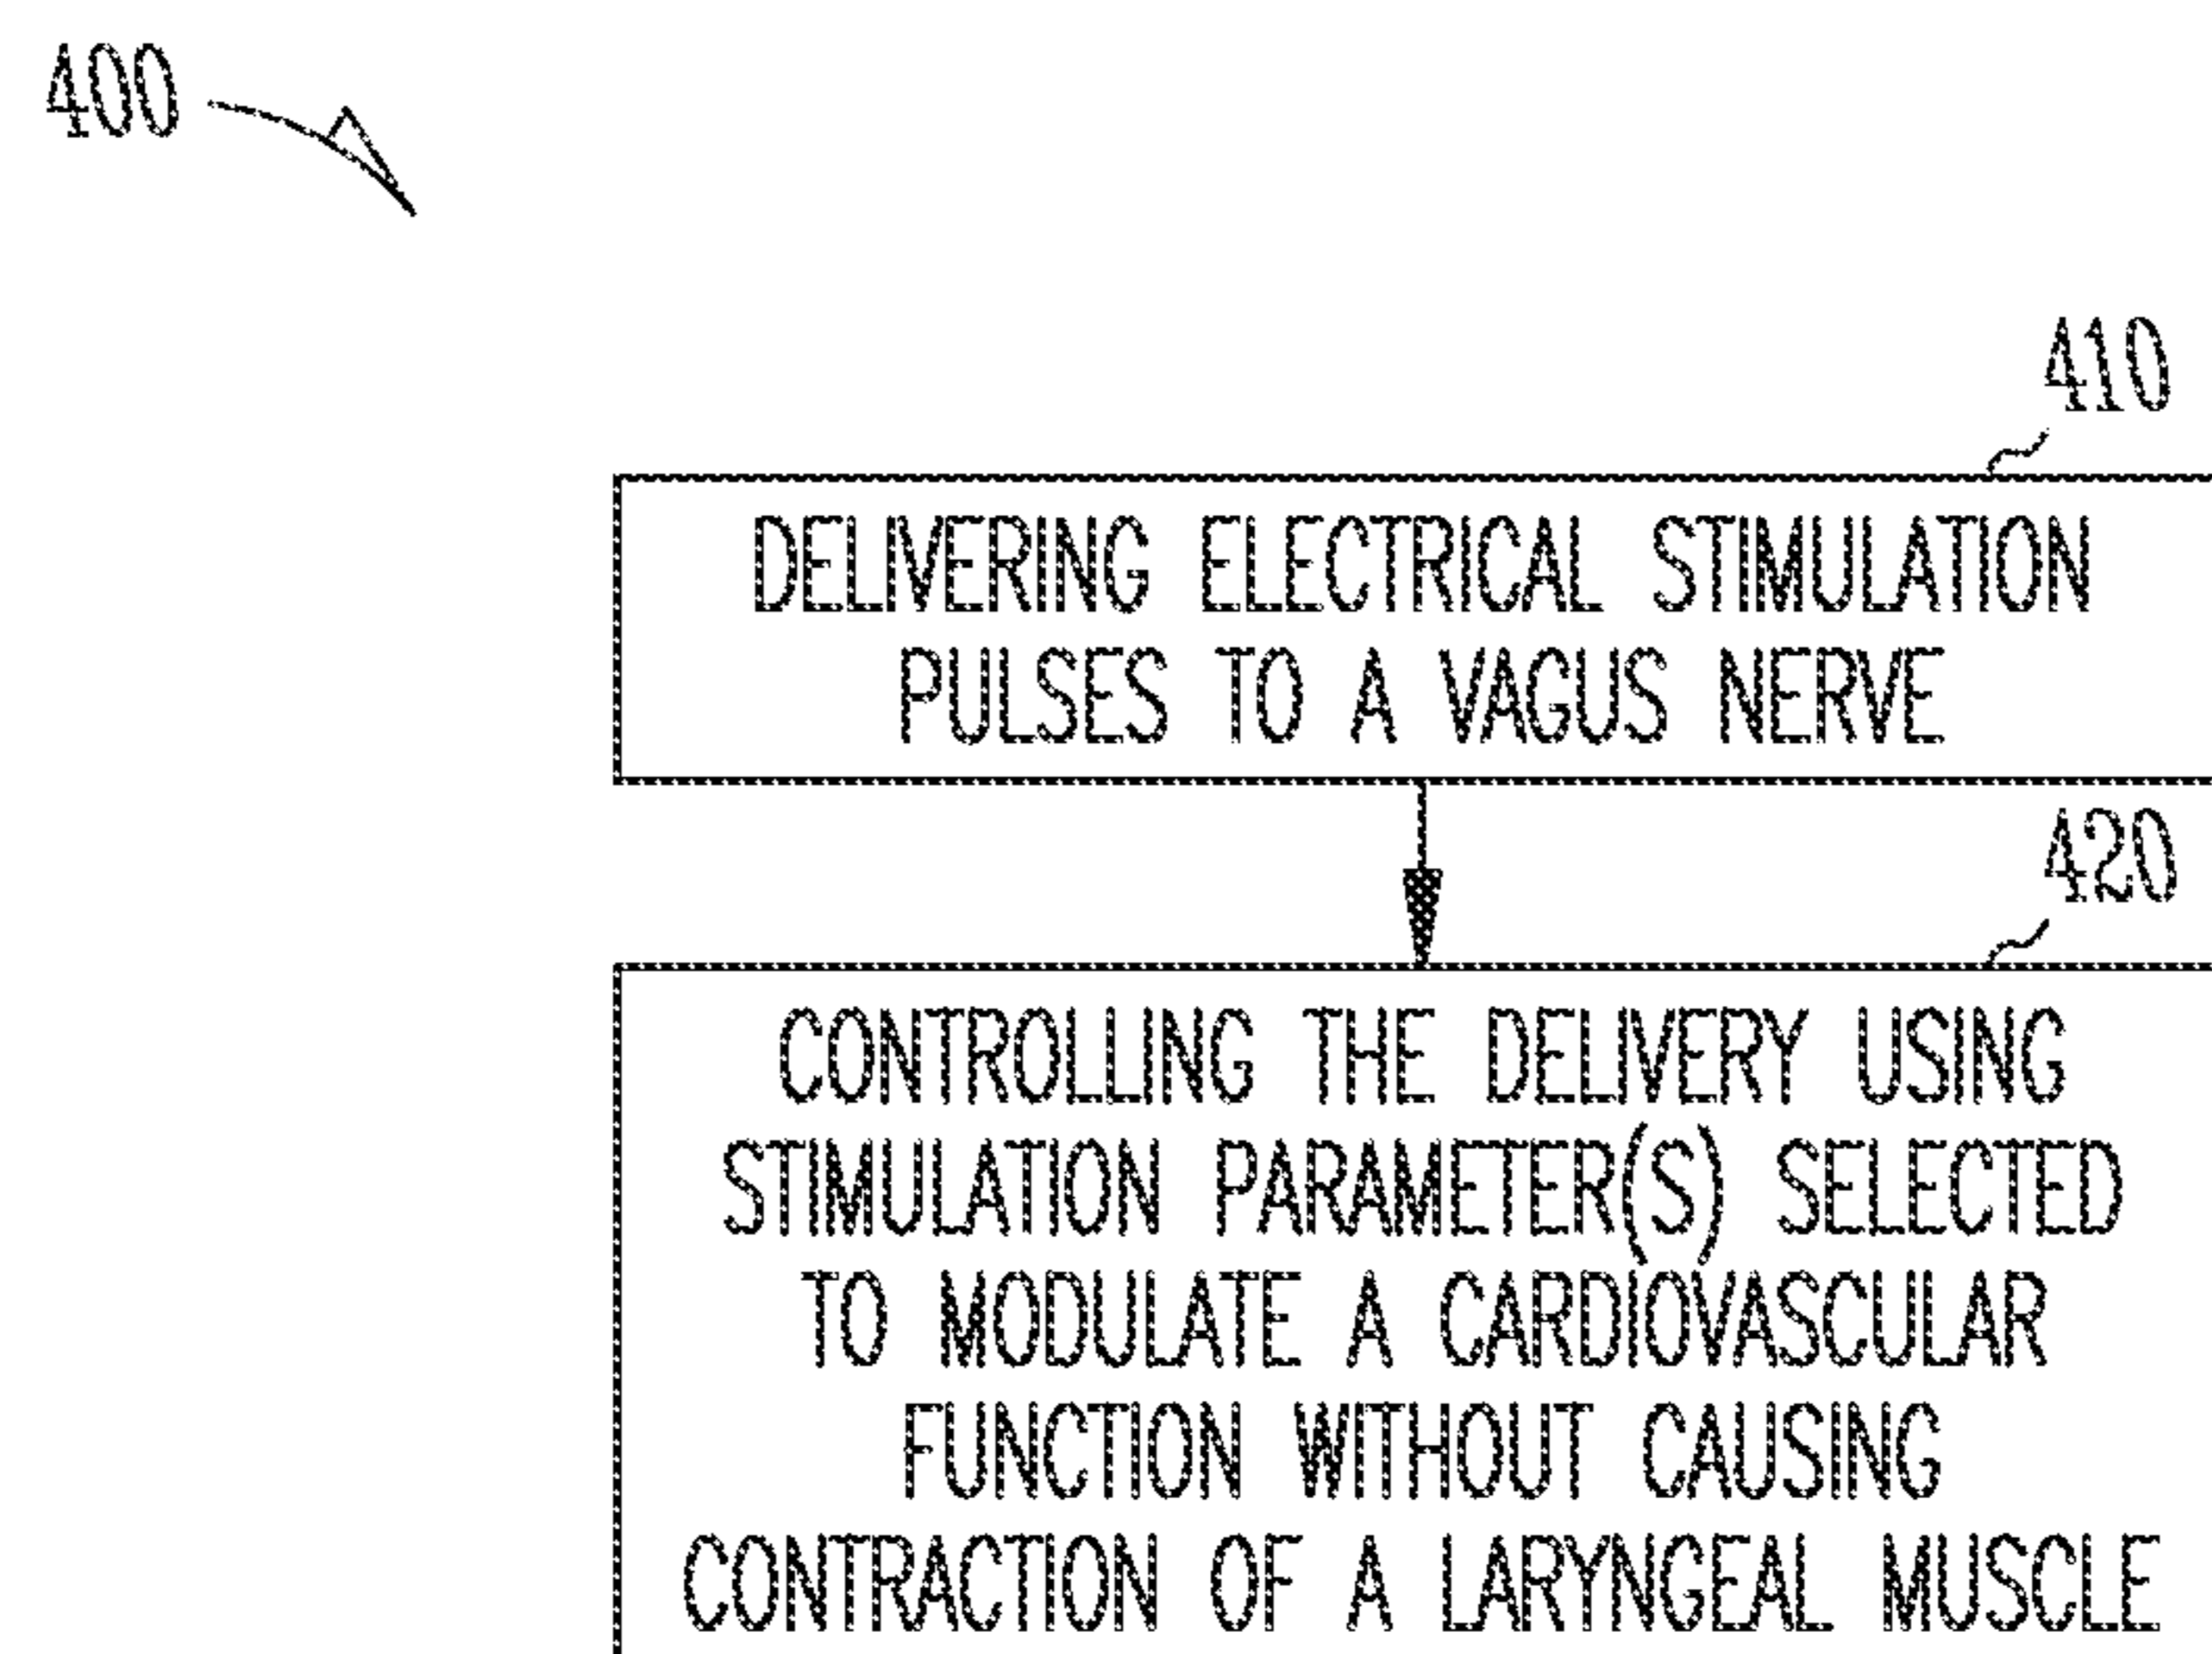 400
410
DELIVERING ELECTRICAL STIMULATION
PULSES TO A VAGUS NERVE
420
CONTROLLING THE DELIVERY USING
STIMULATION PARAMETER(S) SELECTED
TO MODULATE A CARDIOVASCULAR
FUNCTION WITHOUT CAUSING
CONTRACTION OF A LARYNGEAL MUSCLE